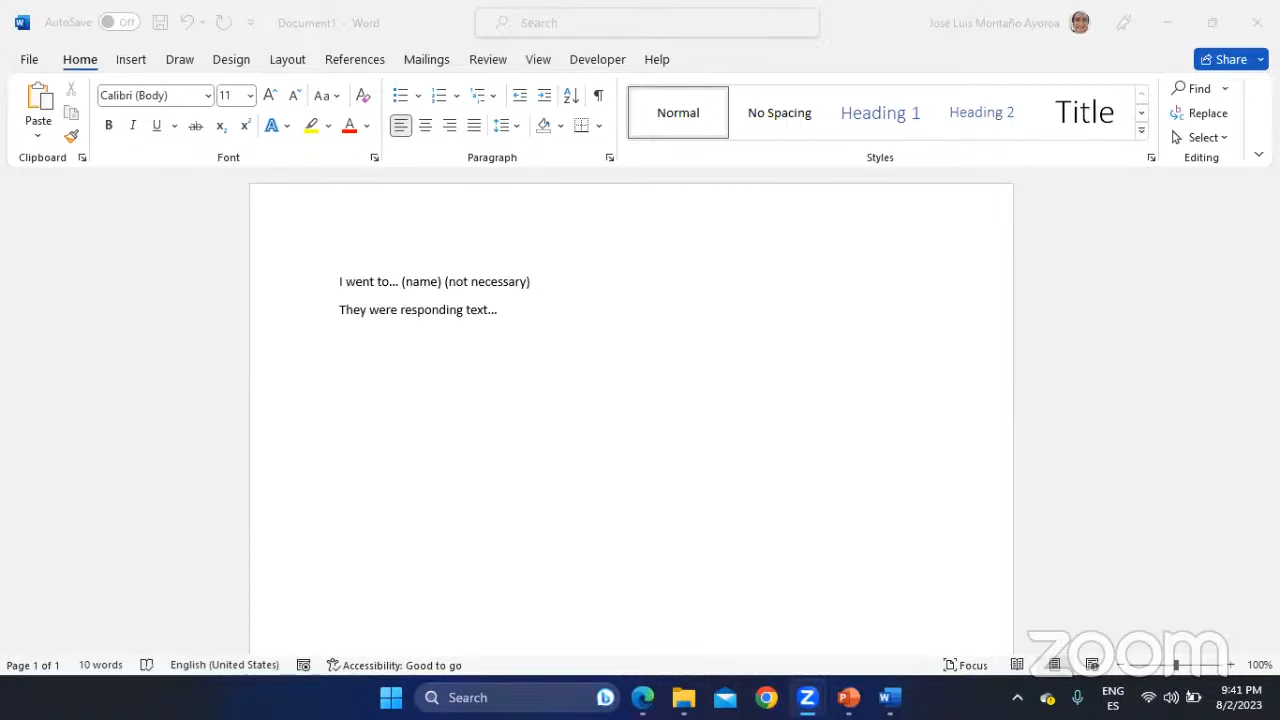 AutoSave Off Document1 - Word Search José Luis Montaño Ayoroa
File Home Insert Draw Design Layout References Mailings Review View Developer Help Share
Paste
Clipboard
Calibri (Body) 11
Font
Paragraph
Normal No Spacing Heading 1 Heading 2 Title
Styles
Find
Replace
Select
Editing
I went to... (name) (not necessary)
They were responding text...
zoom
Page 1 of 1 10 words English (United States) Accessibility: Good to go Focus 100%
Search ENG 9:41 PM
ES 8/2/2023